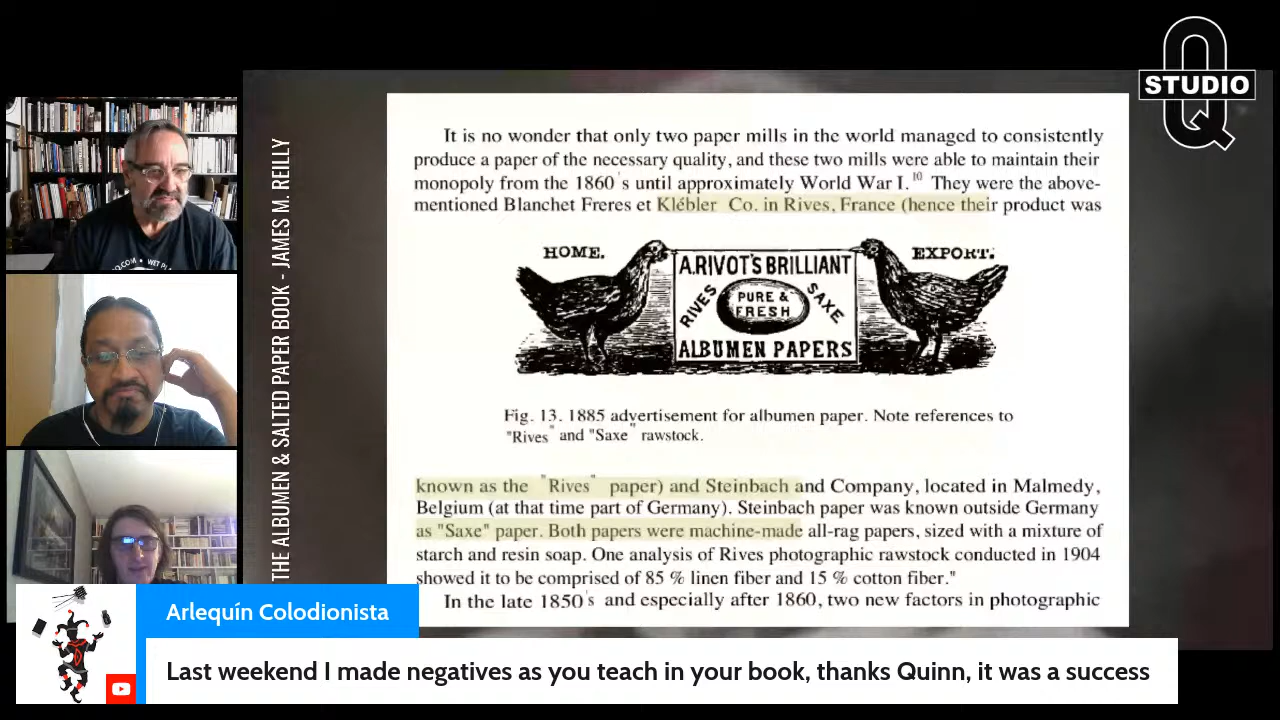 STUDIO
Q
THE ALBUMEN & SALTED PAPER BOOK - JAMES M. REILLY
It is no wonder that only two paper mills in the world managed to consistently
produce a paper of the necessary quality, and these two mills were able to maintain their
monopoly from the 1860's until approximately World War I.¹⁰ They were the above-
mentioned Blanchet Freres et Klébler Co. in Rives, France (hence their product was
HOME.
EXPORT.
A.RIVOT'S BRILLIANT
RIVES
PURE &
FRESH
SAXE
ALBUMEN PAPERS
Fig. 13. 1885 advertisement for albumen paper. Note references to
"Rives" and "Saxe" rawstock.
known as the "Rives" paper) and Steinbach and Company, located in Malmedy,
Belgium (at that time part of Germany). Steinbach paper was known outside Germany
as "Saxe" paper. Both papers were machine-made all-rag papers, sized with a mixture of
starch and resin soap. One analysis of Rives photographic rawstock conducted in 1904
showed it to be comprised of 85 % linen fiber and 15 % cotton fiber."
In the late 1850's and especially after 1860, two new factors in photographic
Arlequín Colodionista
Last weekend I made negatives as you teach in your book, thanks Quinn, it was a success